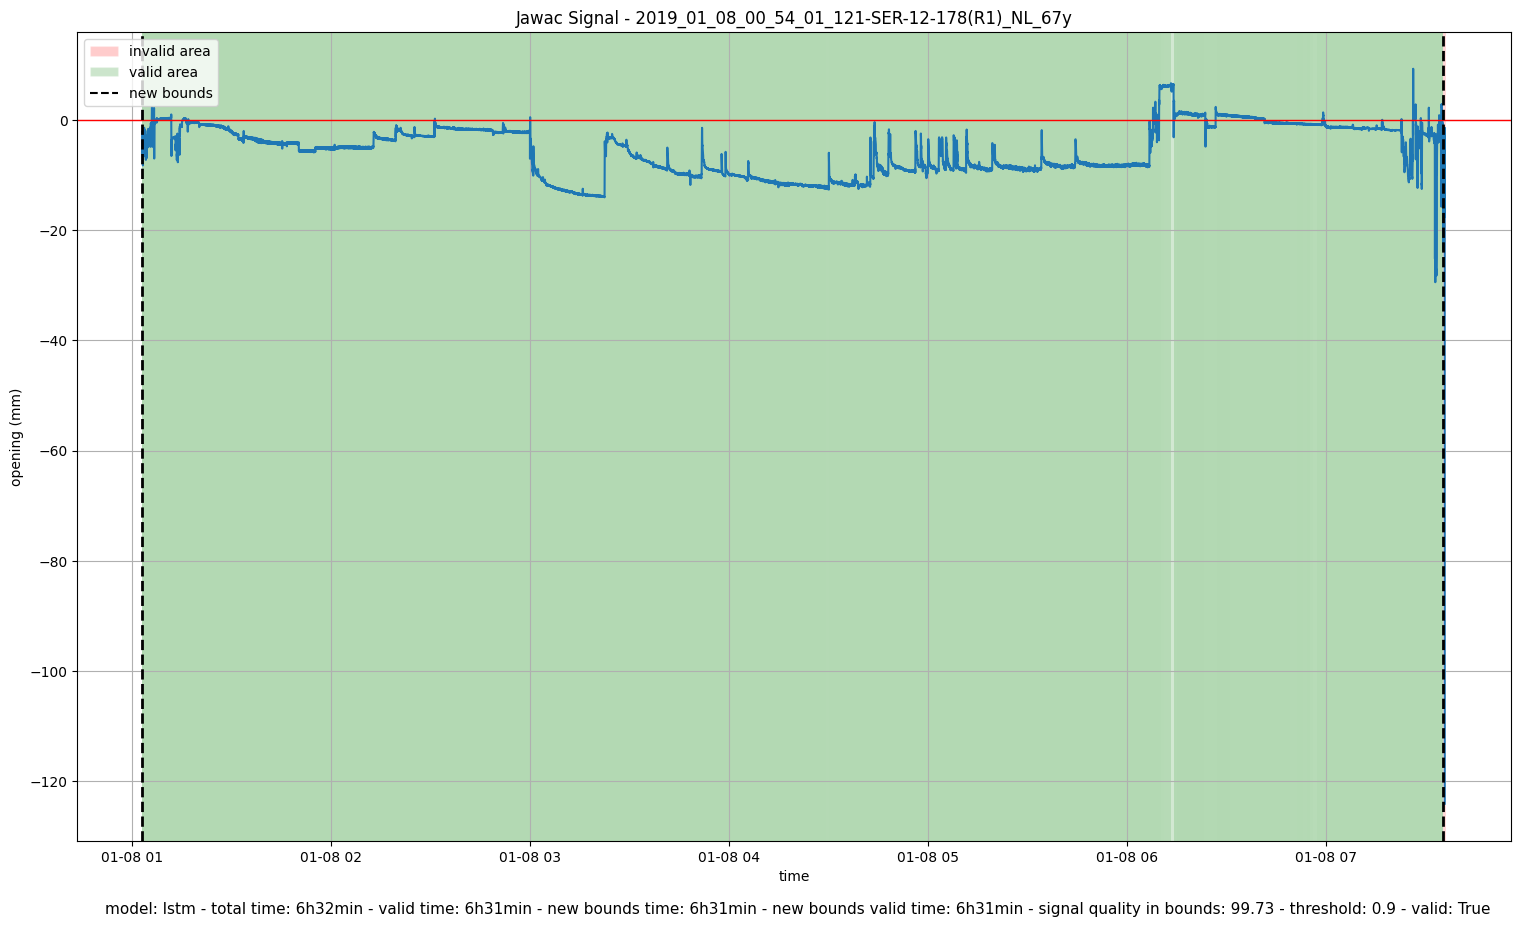 Jawac Signal - 2019_01_08_00_54_01_121-SER-12-178(R1)_NL_67y
invalid area
valid area
new bounds
0
−20
−40
−60
−80
−100
−120
opening (mm)
01-08 01
01-08 02
01-08 03
01-08 04
01-08 05
01-08 06
01-08 07
time
model: lstm - total time: 6h32min - valid time: 6h31min - new bounds time: 6h31min - new bounds valid time: 6h31min - signal quality in bounds: 99.73 - threshold: 0.9 - valid: True